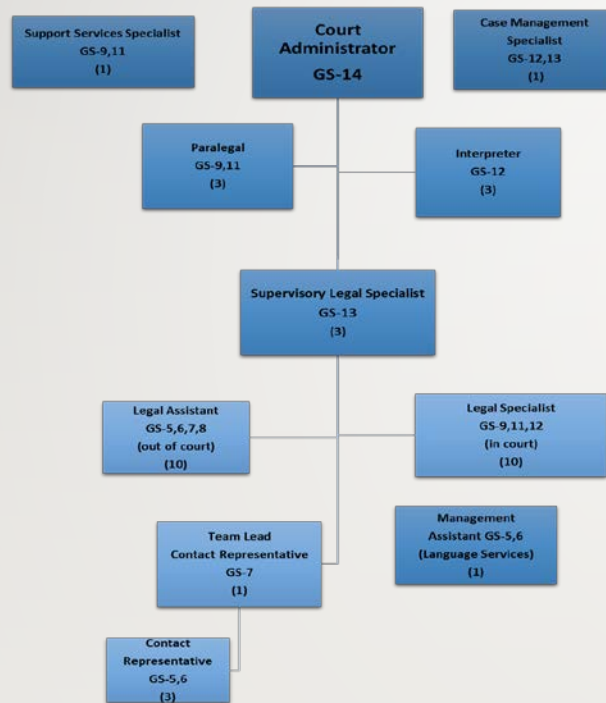 Support Services Specialist
GS-9,11
(1)
Court
Administrator
GS-14
Case Management
Specialist
GS-12,13
(1)
Paralegal
GS-9,11
(3)
Interpreter
GS-12
(3)
Supervisory Legal Specialist
GS-13
(3)
Legal Assistant
GS-5,6,7,8
(out of court)
(10)
Legal Specialist
GS-9,11,12
(in court)
(10)
Team Lead
Contact Representative
GS-7
(1)
Management
Assistant GS-5,6
(Language Services)
(1)
Contact
Representative
GS-5,6
(3)